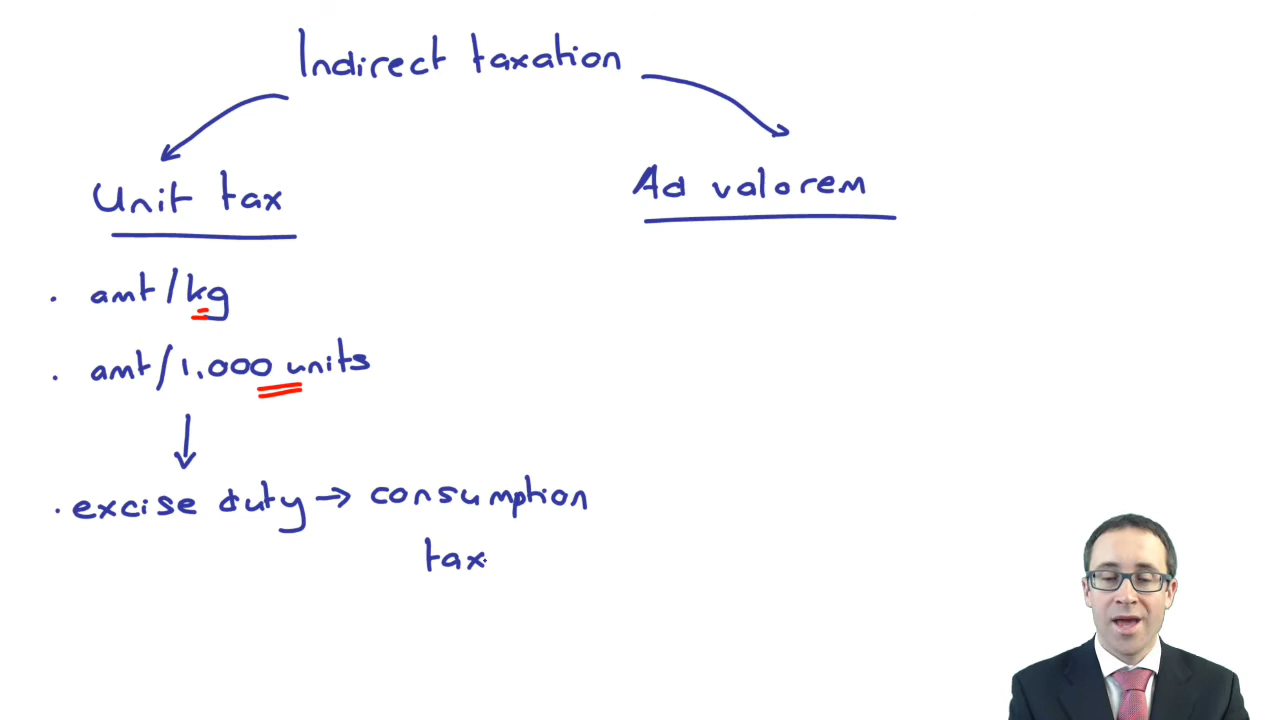 Indirect taxation
Unit tax
Ad valorem
· amt/kg
· amt/1,000 units
· excise duty → consumption
tax